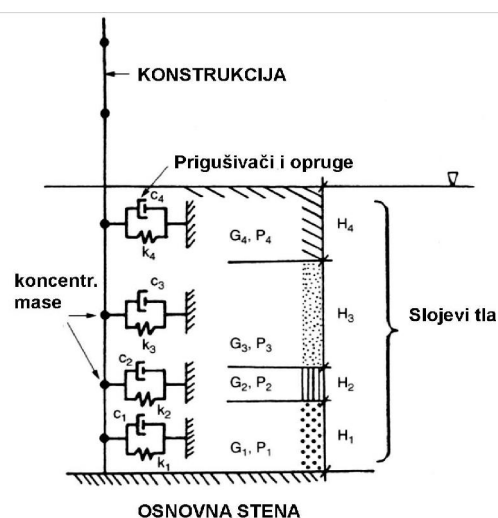 KONSTRUKCIJA
Prigušivači i opruge
c4
k4
G4, P4
H4
koncentr.
mase
c3
k3
G3, P3
H3
Slojevi tla
c2
k2
G2, P2
H2
c1
k1
G1, P1
H1
OSNOVNA STENA